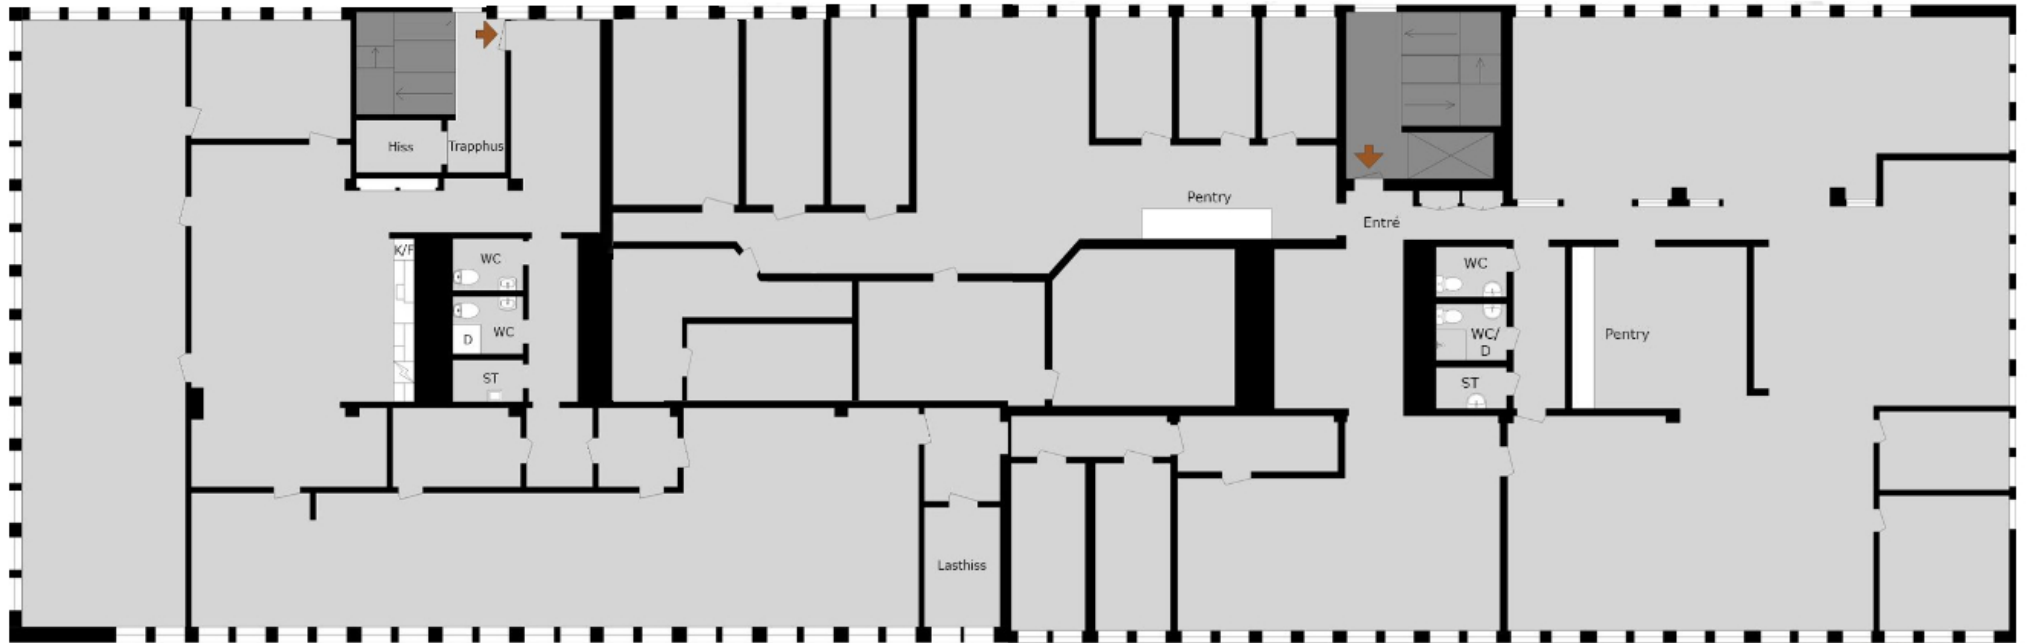 Hiss
Trapphus
Pentry
Entré
K/F
WC
WC
D
ST
WC
WC/
D
ST
Pentry
Lasthiss